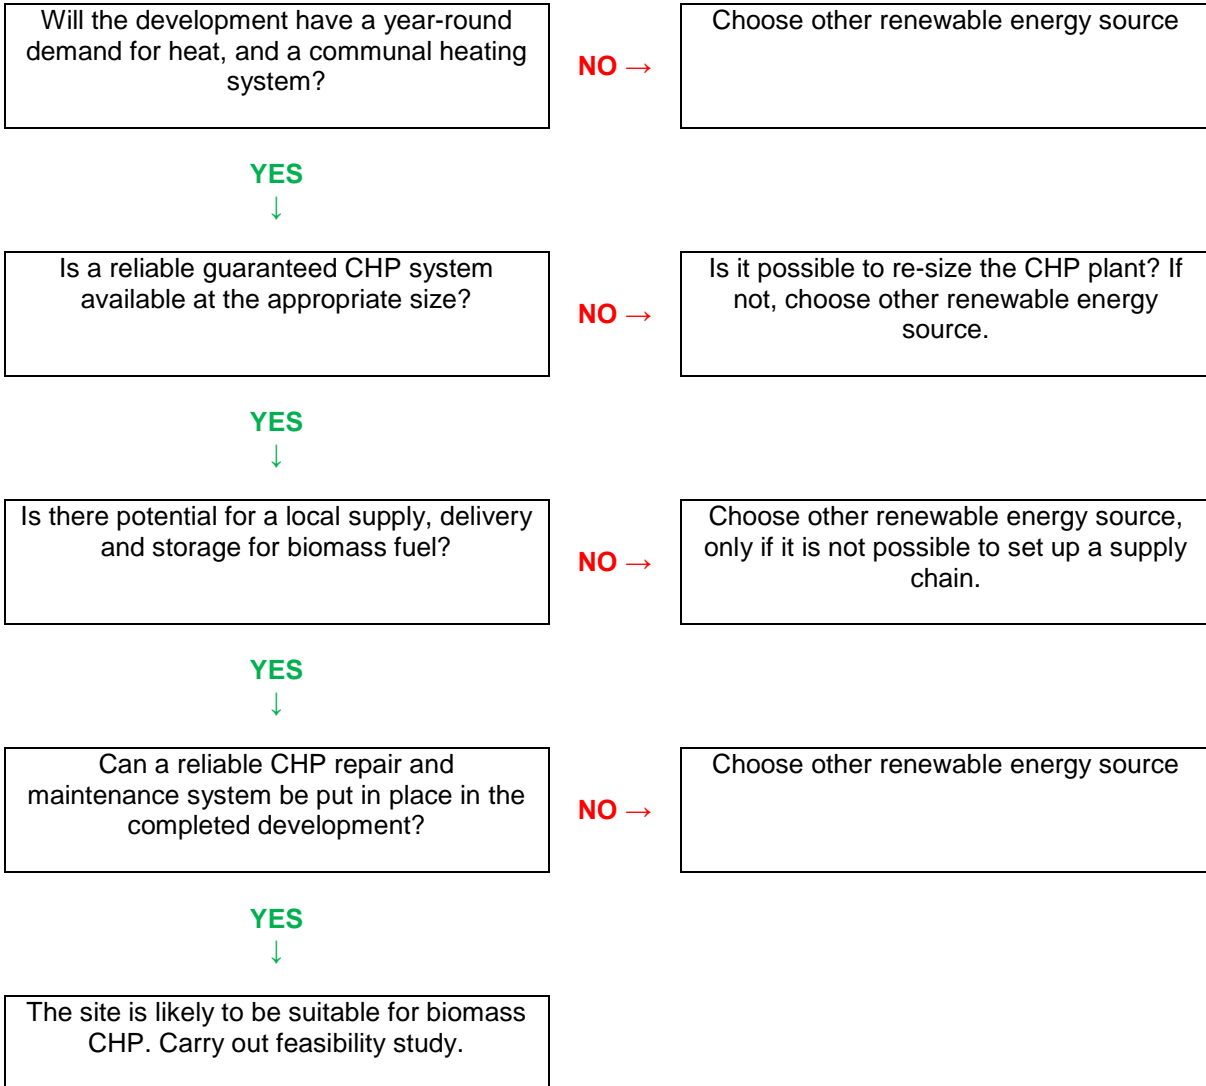 Will the development have a year-round
demand for heat, and a communal heating
system?
NO →
Choose other renewable energy source
YES
↓
Is a reliable guaranteed CHP system
available at the appropriate size?
NO →
Is it possible to re-size the CHP plant? If
not, choose other renewable energy
source.
YES
↓
Is there potential for a local supply, delivery
and storage for biomass fuel?
NO →
Choose other renewable energy source,
only if it is not possible to set up a supply
chain.
YES
↓
Can a reliable CHP repair and
maintenance system be put in place in the
completed development?
NO →
Choose other renewable energy source
YES
↓
The site is likely to be suitable for biomass
CHP. Carry out feasibility study.